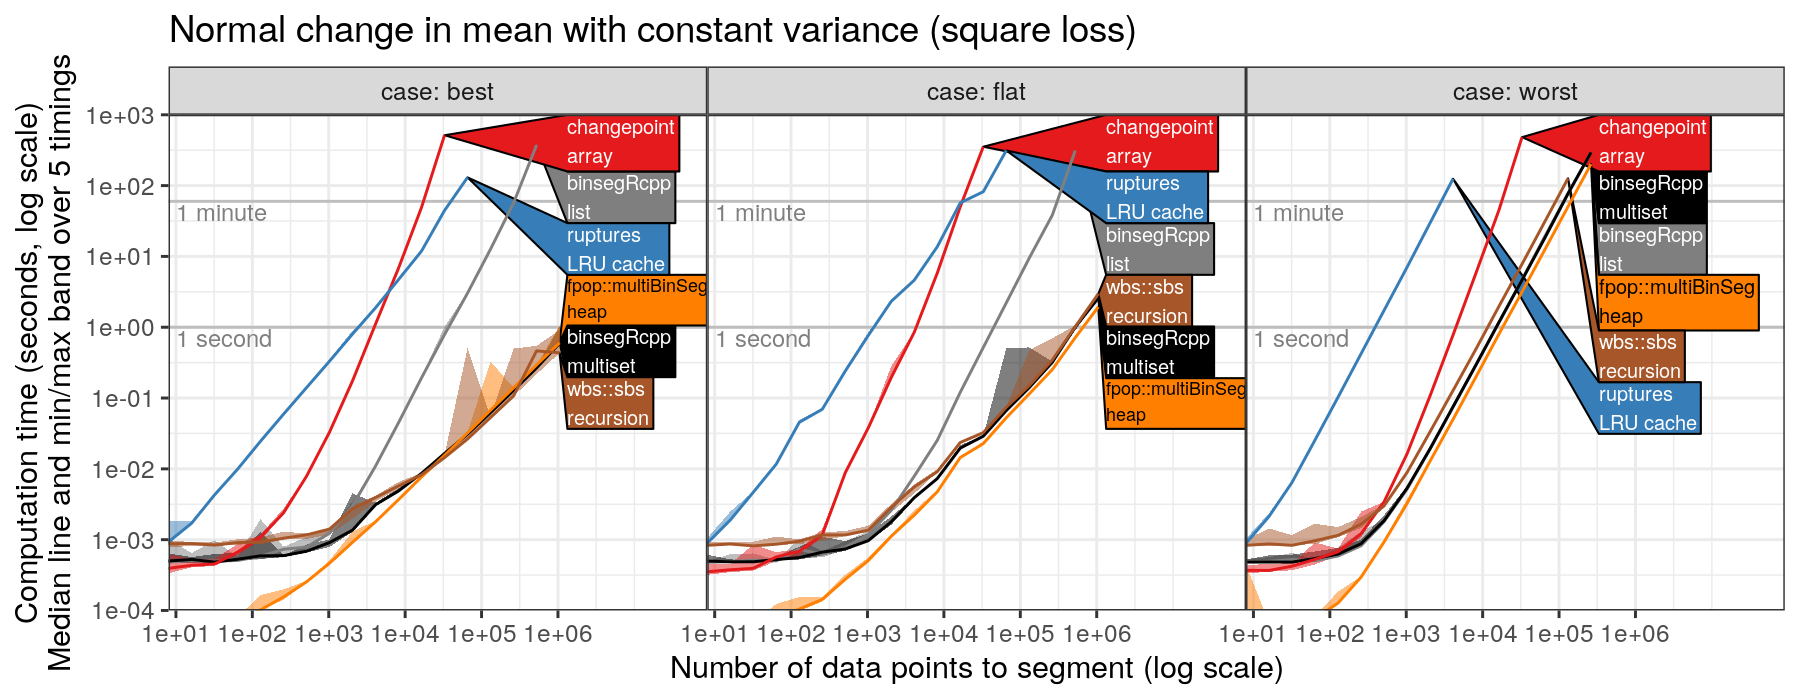 Normal change in mean with constant variance (square loss)
Computation time (seconds, log scale)
Median line and min/max band over 5 timings
case: best
case: flat
case: worst
1e+03
1e+02
1e+01
1e+00
1e-01
1e-02
1e-03
1e-04
1 minute
1 second
changepoint
array
binsegRcpp
list
ruptures
LRU cache
fpop::multiBinSeg
heap
binsegRcpp
multiset
wbs::sbs
recursion
1 minute
1 second
changepoint
array
ruptures
LRU cache
binsegRcpp
list
wbs::sbs
recursion
binsegRcpp
multiset
fpop::multiBinSeg
heap
1 minute
1 second
changepoint
array
binsegRcpp
multiset
binsegRcpp
list
fpop::multiBinSeg
heap
wbs::sbs
recursion
ruptures
LRU cache
1e+01 1e+02 1e+03 1e+04 1e+05 1e+06
1e+01 1e+02 1e+03 1e+04 1e+05 1e+06
1e+01 1e+02 1e+03 1e+04 1e+05 1e+06
Number of data points to segment (log scale)